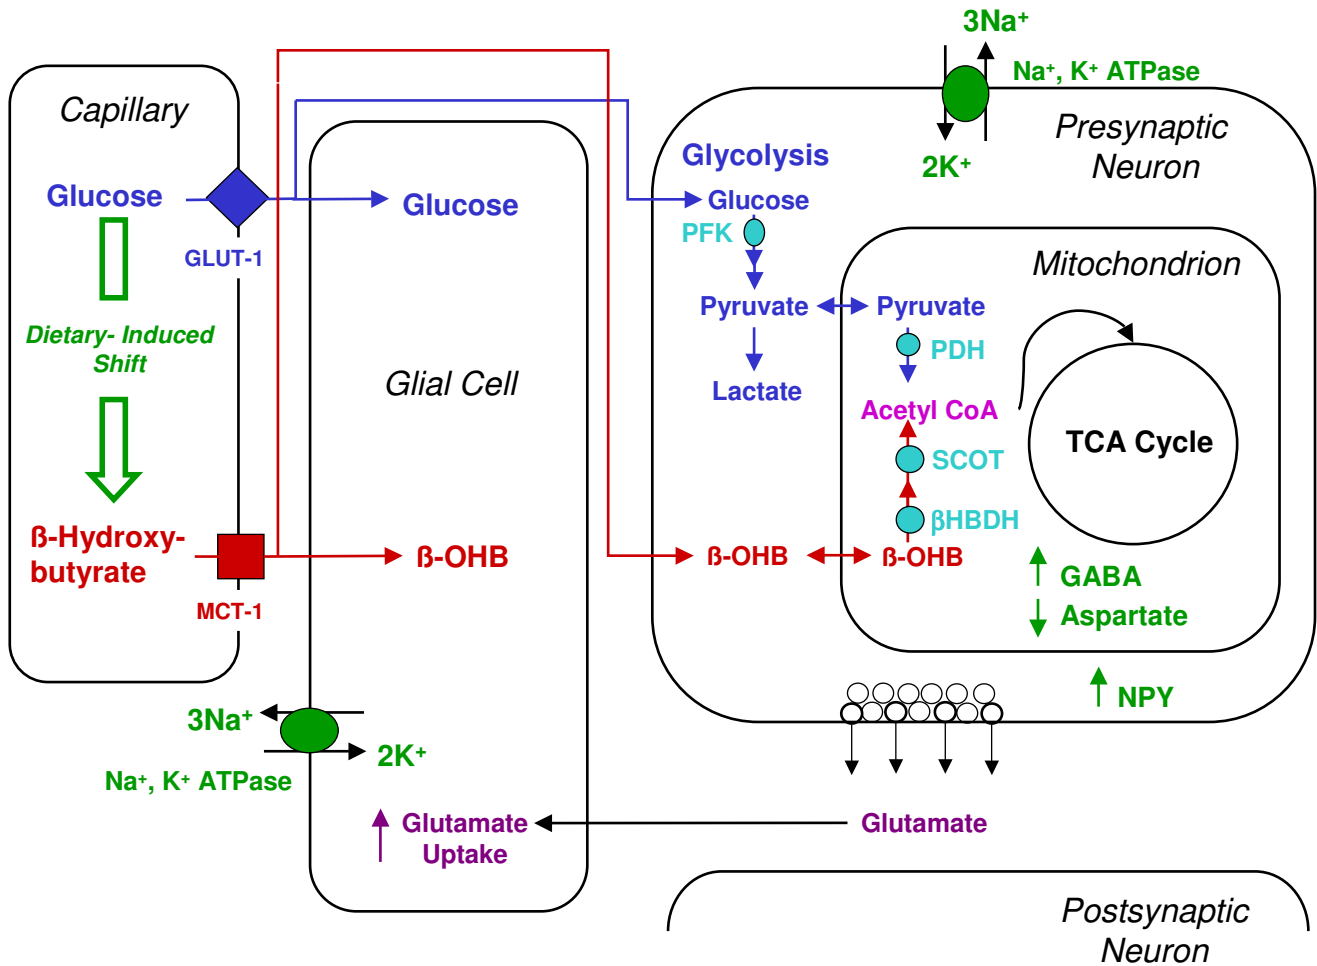 3Na⁺
Na⁺, K⁺ ATPase
2K⁺
Capillary
Glucose
GLUT-1
Dietary- Induced
Shift
ß-Hydroxy-
butyrate
MCT-1
Glial Cell
Glucose
ß-OHB
3Na⁺
2K⁺
Na⁺, K⁺ ATPase
Glutamate
Uptake
Presynaptic
Neuron
Glycolysis
Glucose
PFK
Pyruvate
Lactate
ß-OHB
Mitochondrion
Pyruvate
PDH
Acetyl CoA
SCOT
βHBDH
ß-OHB
TCA Cycle
GABA
Aspartate
NPY
Glutamate
Postsynaptic
Neuron